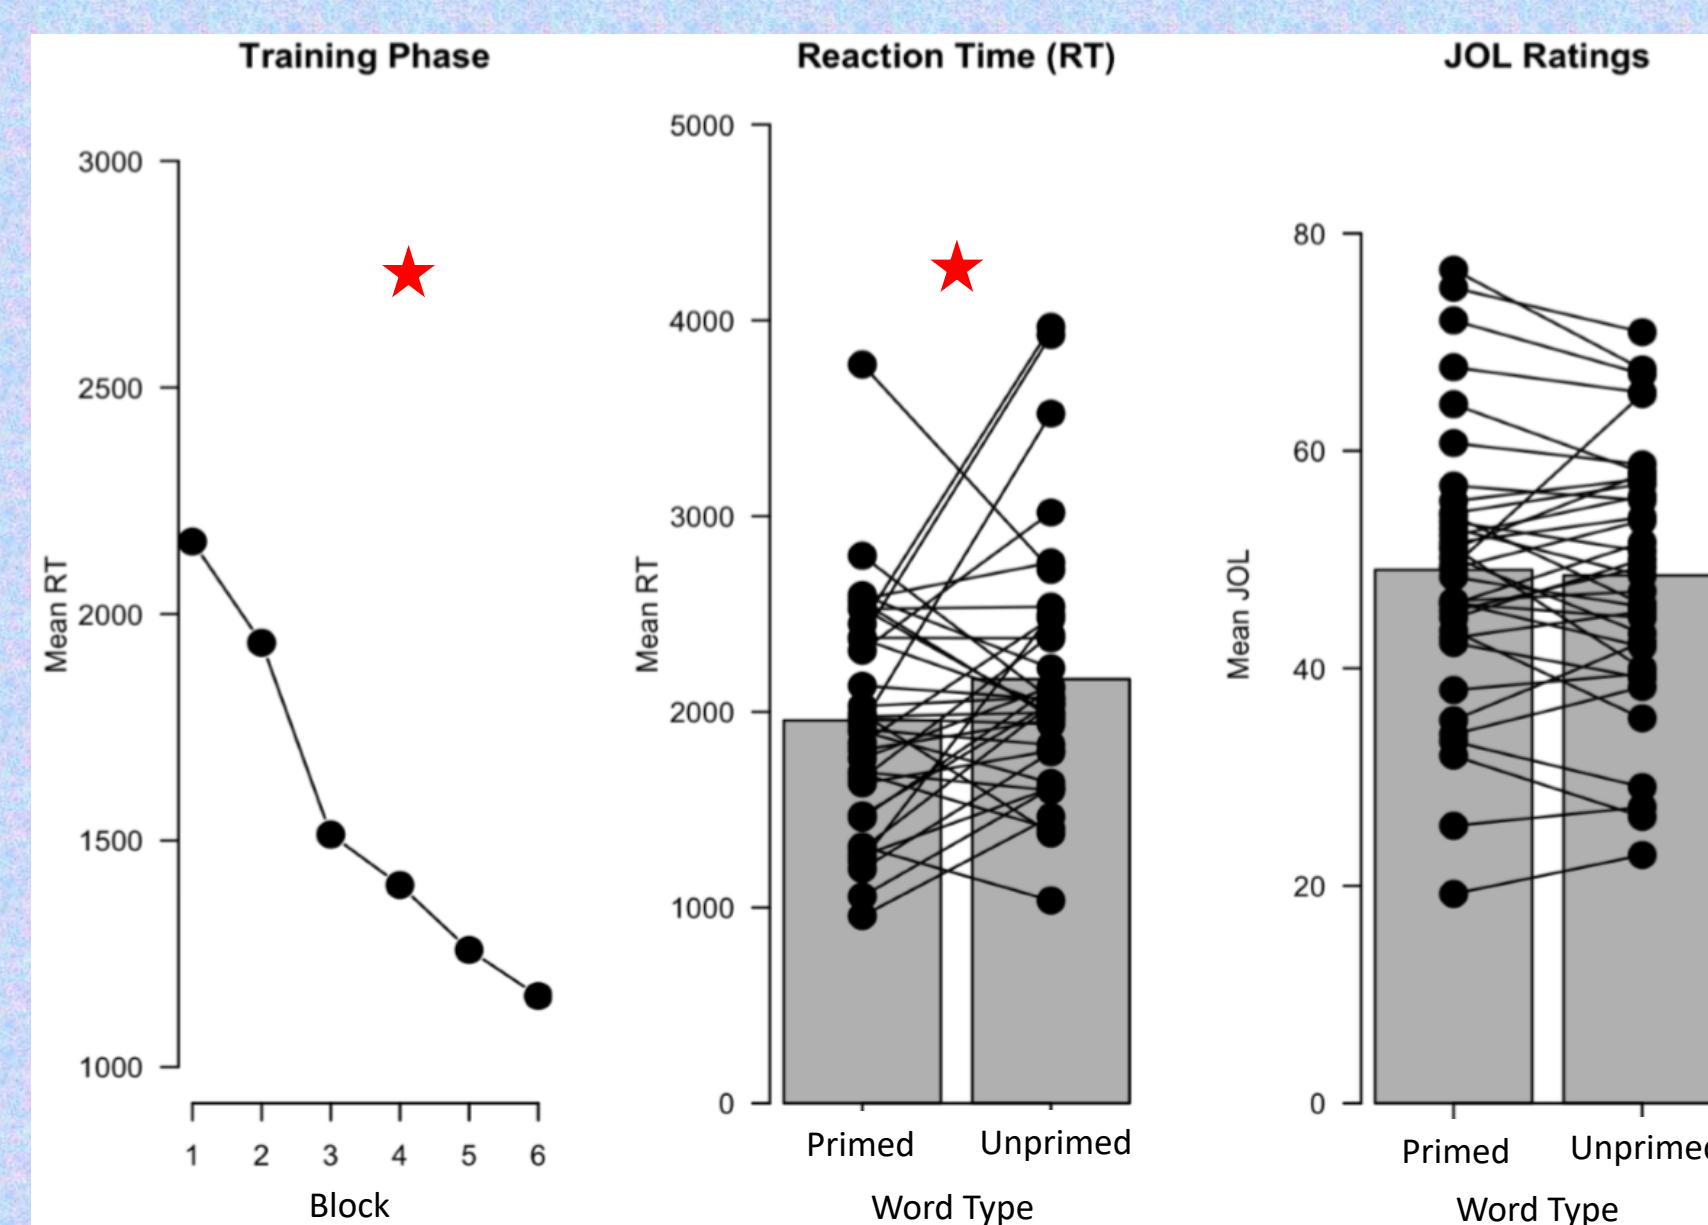 Training Phase
3000
2500
2000
1500
1000
Mean RT
1 2 3 4 5 6
Block
Reaction Time (RT)
5000
4000
3000
2000
1000
0
Mean RT
Primed Unprimed
Word Type
JOL Ratings
80
60
40
20
0
Mean JOL
Primed Unprimed
Word Type